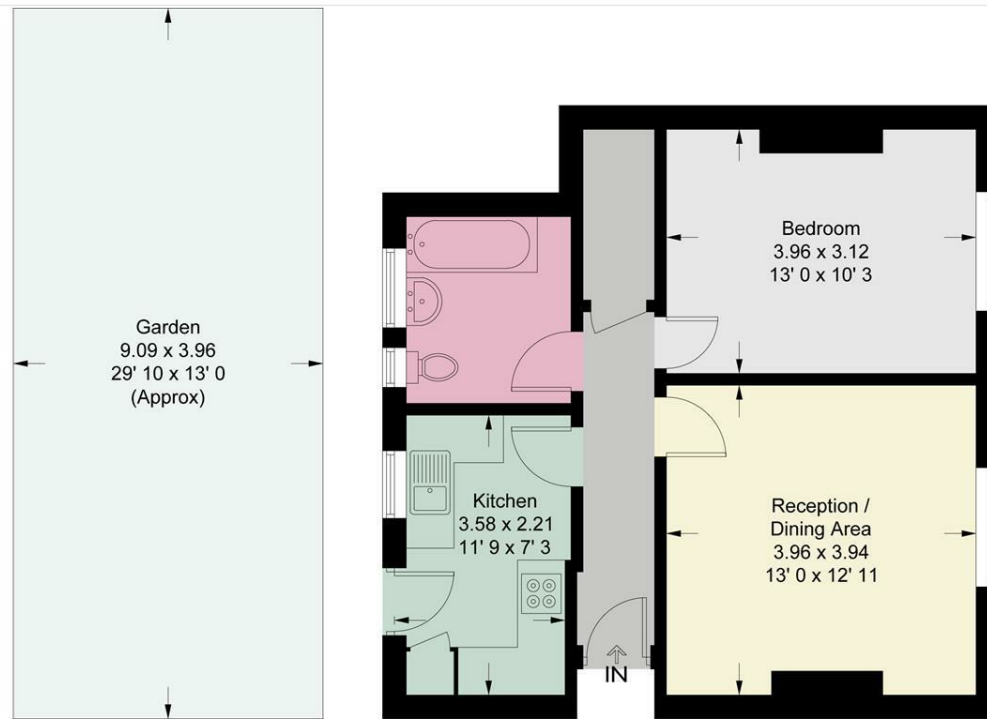 Garden
9.09 x 3.96
29' 10 x 13' 0
(Approx)
Bedroom
3.96 x 3.12
13' 0 x 10' 3
Kitchen
3.58 x 2.21
11' 9 x 7' 3
Reception /
Dining Area
3.96 x 3.94
13' 0 x 12' 11
IN